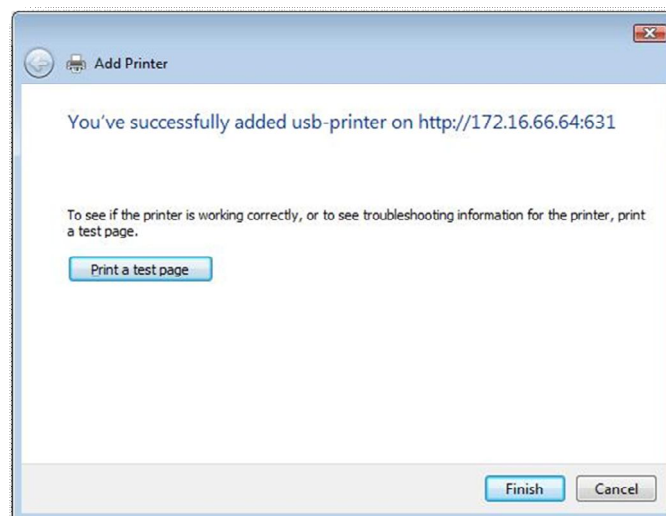 Add Printer
You've successfully added usb-printer on http://172.16.66.64:631
To see if the printer is working correctly, or to see troubleshooting information for the printer, print
a test page.
Print a test page
Finish Cancel